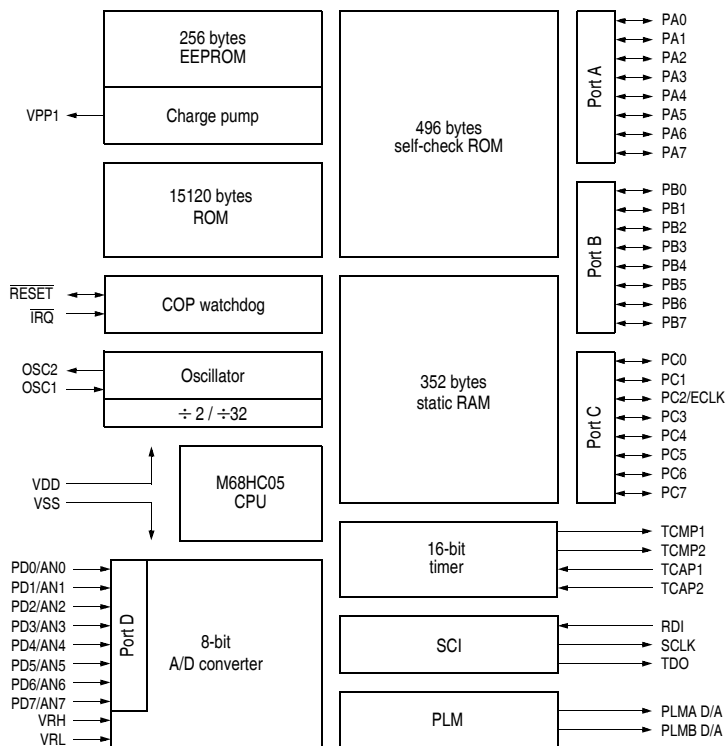 256 bytes
EEPROM
Charge pump
VPP1
15120 bytes
ROM
RESET
IRQ
COP watchdog
OSC2
OSC1
Oscillator
÷ 2 / ÷32
VDD
VSS
M68HC05
CPU
PD0/AN0
PD1/AN1
PD2/AN2
PD3/AN3
PD4/AN4
PD5/AN5
PD6/AN6
PD7/AN7
VRH
VRL
Port D
8-bit
A/D converter
496 bytes
self-check ROM
352 bytes
static RAM
16-bit
timer
SCI
PLM
Port A
PA0
PA1
PA2
PA3
PA4
PA5
PA6
PA7
Port B
PB0
PB1
PB2
PB3
PB4
PB5
PB6
PB7
Port C
PC0
PC1
PC2/ECLK
PC3
PC4
PC5
PC6
PC7
TCMP1
TCMP2
TCAP1
TCAP2
RDI
SCLK
TDO
PLMA D/A
PLMB D/A